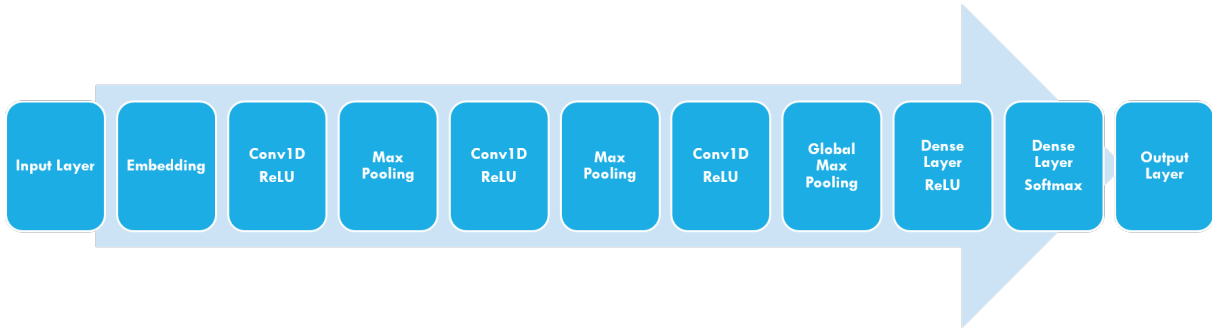 Input Layer
Embedding
Conv1D
ReLU
Max
Pooling
Conv1D
ReLU
Max
Pooling
Conv1D
ReLU
Global
Max
Pooling
Dense
Layer
ReLU
Dense
Layer
Softmax
Output
Layer